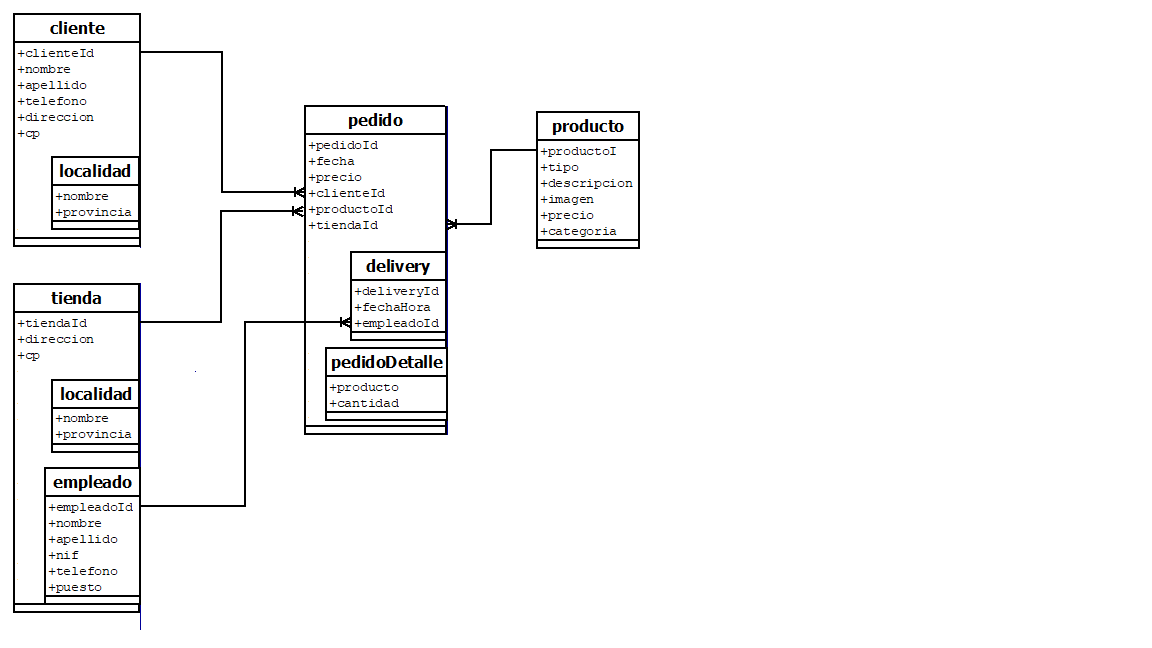 cliente
+clienteId
+nombre
+apellido
+telefono
+direccion
+cp
localidad
+nombre
+provincia
tienda
+tiendaId
+direccion
+cp
localidad
+nombre
+provincia
empleado
+empleadoId
+nombre
+apellido
+nif
+telefono
+puesto
pedido
+pedidoId
+fecha
+precio
+clienteId
+productoId
+tiendaId
delivery
+deliveryId
+fechaHora
+empleadoId
pedidoDetalle
+producto
+cantidad
producto
+productoI
+tipo
+descripcion
+imagen
+precio
+categoria